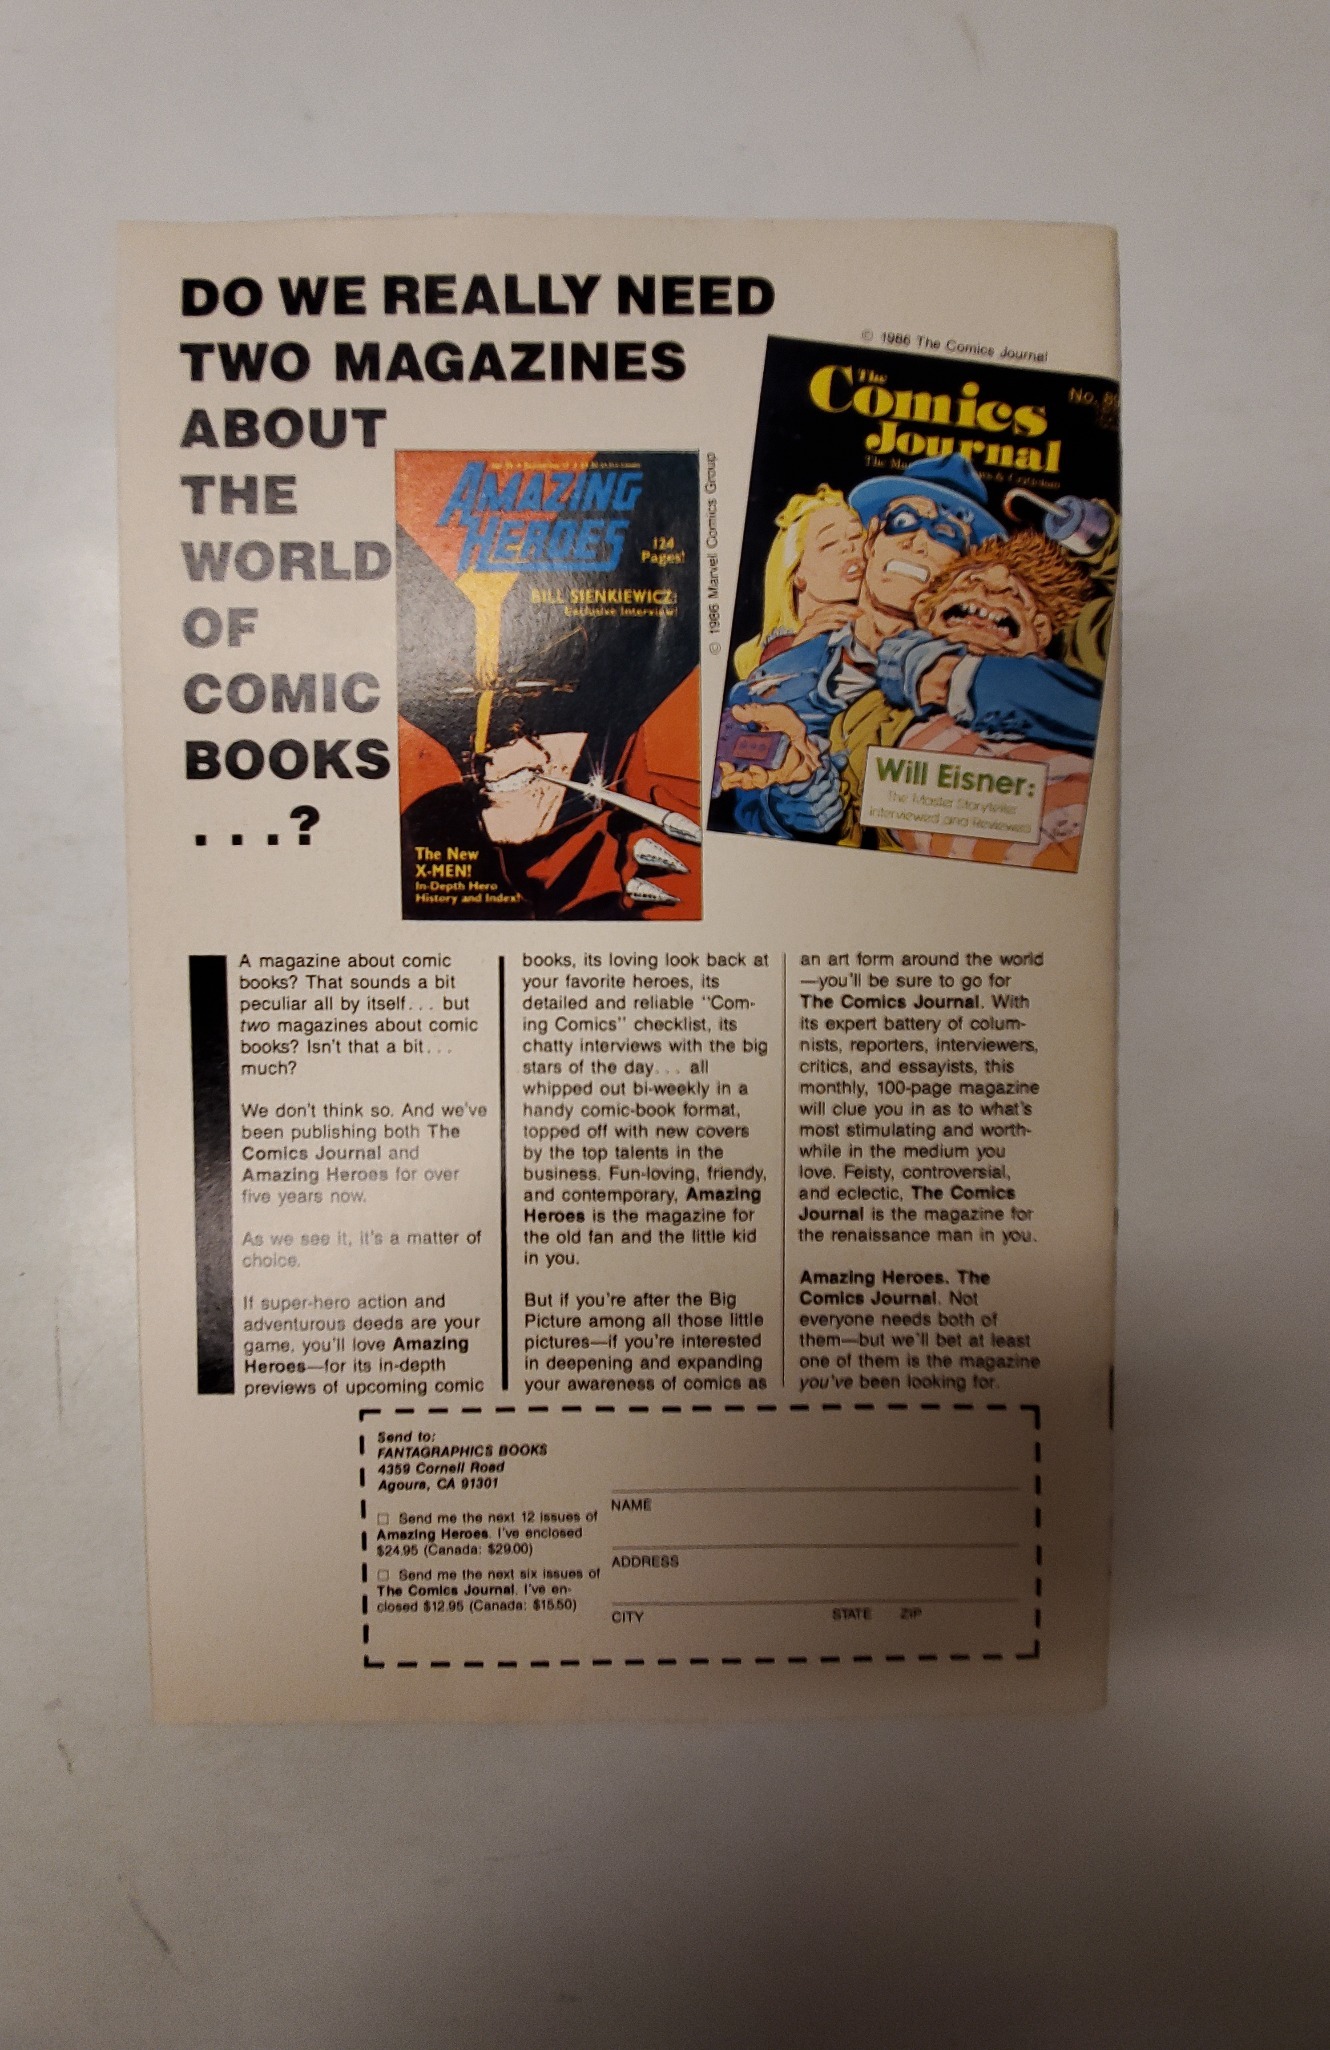 DO WE REALLY NEED
TWO MAGAZINES
ABOUT
THE
WORLD
OF
COMIC
BOOKS
...?
© 1986 The Comics Journal
The
Comics
Journal
No. 89
The
Will Eisner:
The Master Storyteller
Interviewed and Reviewed
© 1986 Marvel Comics Group
AMAZING
HEROES
124
Pages!
BILL SIENKIEWICZ:
Exclusive Interview!
The New
X-MEN!
In-Depth Hero
History and Index!
A magazine about comic
books? That sounds a bit
peculiar all by itself... but
two magazines about comic
books? Isn't that a bit...
much?
We don't think so. And we've
been publishing both The
Comics Journal and
Amazing Heroes for over
five years now.
As we see it, it's a matter of
choice.
If super-hero action and
adventurous deeds are your
game, you'll love Amazing
Heroes—for its in-depth
previews of upcoming comic
books, its loving look back at
your favorite heroes, its
detailed and reliable "Com-
ing Comics" checklist, its
chatty interviews with the big
stars of the day... all
whipped out bi-weekly in a
handy comic-book format,
topped off with new covers
by the top talents in the
business. Fun-loving, friendly,
and contemporary, Amazing
Heroes is the magazine for
the old fan and the little kid
in you.
But if you're after the Big
Picture among all those little
pictures—if you're interested
in deepening and expanding
your awareness of comics as
an art form around the world
—you'll be sure to go for
The Comics Journal. With
its expert battery of colum-
nists, reporters, interviewers,
critics, and essayists, this
monthly, 100-page magazine
will clue you in as to what's
most stimulating and worth-
while in the medium you
love. Feisty, controversial,
and eclectic, The Comics
Journal is the magazine for
the renaissance man in you.
Amazing Heroes. The
Comics Journal. Not
everyone needs both of
them—but we'll bet at least
one of them is the magazine
you've been looking for.
Send to:
FANTAGRAPHICS BOOKS
4359 Cornell Road
Agoura, CA 91301
Send me the next 12 issues of
Amazing Heroes. I've enclosed
$24.95 (Canada: $29.00)
Send me the next six issues of
The Comics Journal. I've en-
closed $12.95 (Canada: $15.50)
NAME
ADDRESS
CITY STATE ZIP